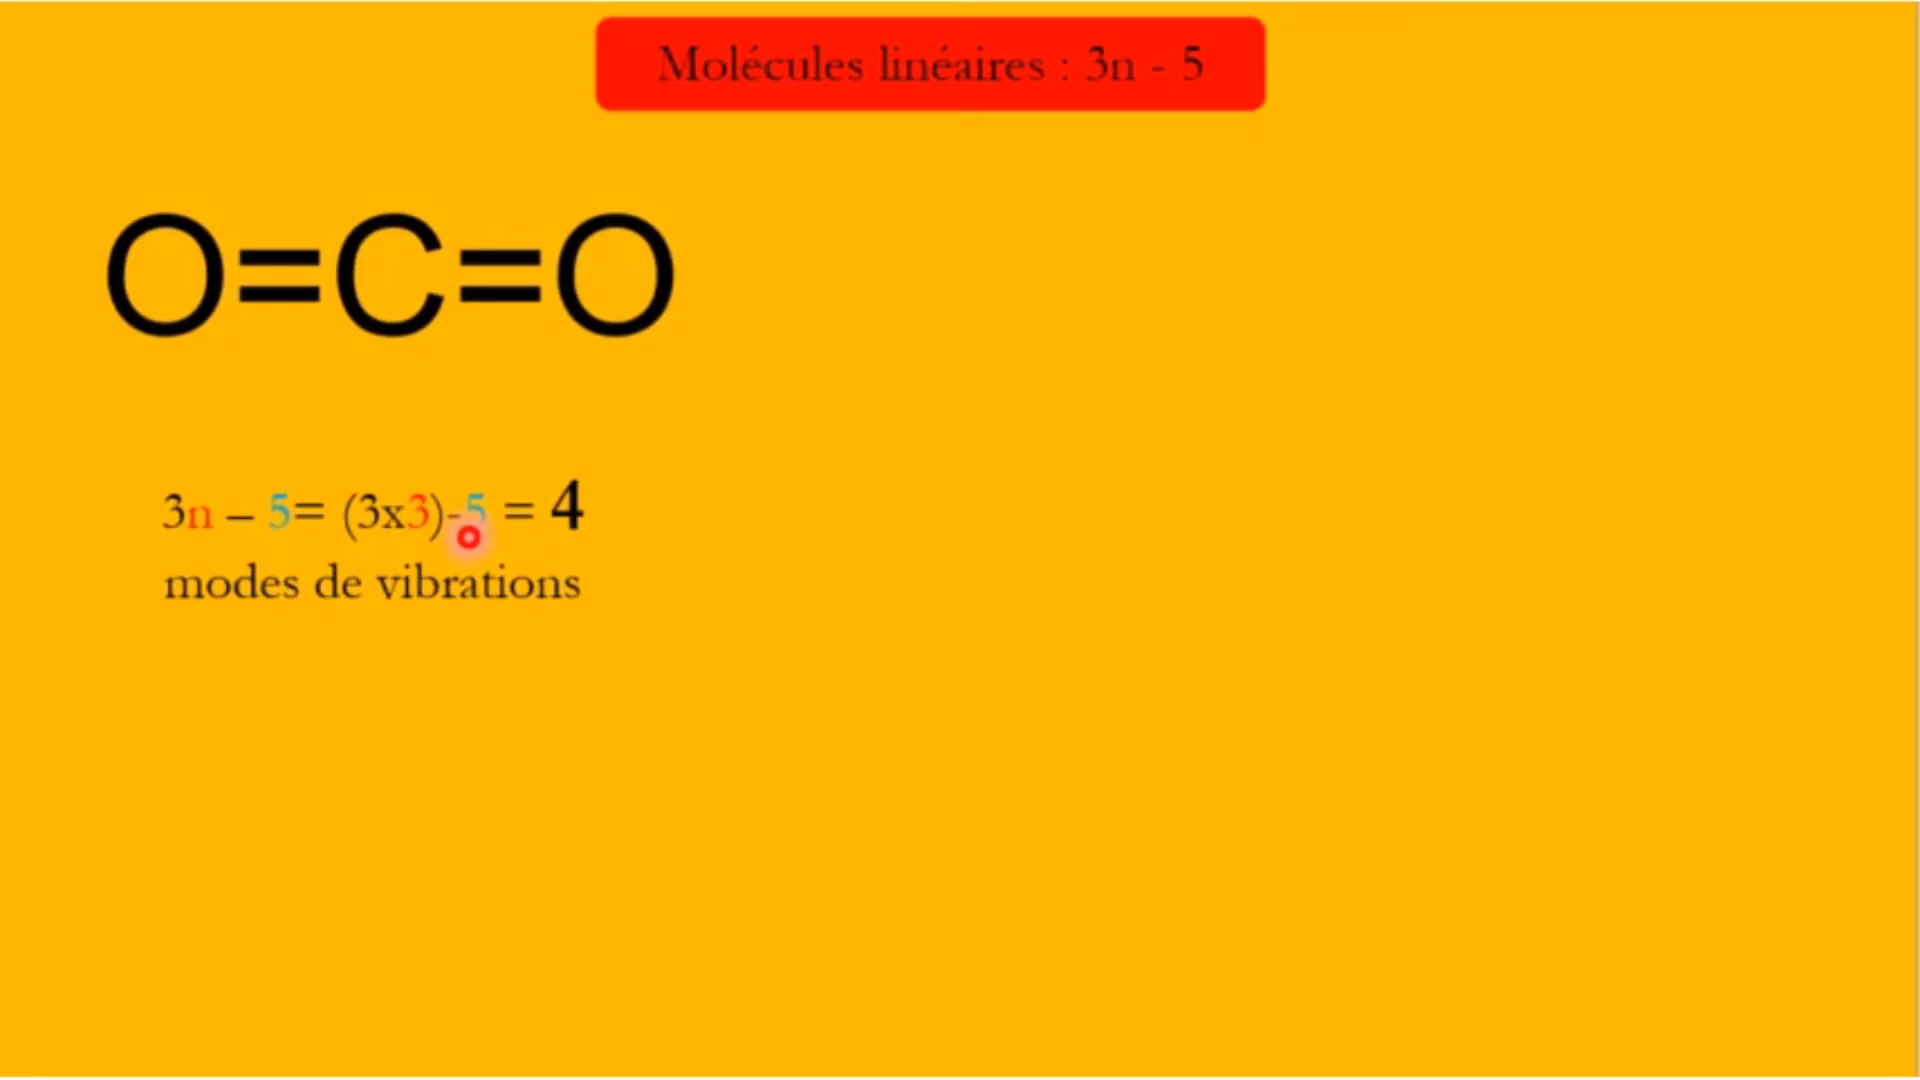 Molécules linéaires : 3n - 5
O=C=O
3n – 5= (3x3)-5 = 4
modes de vibrations